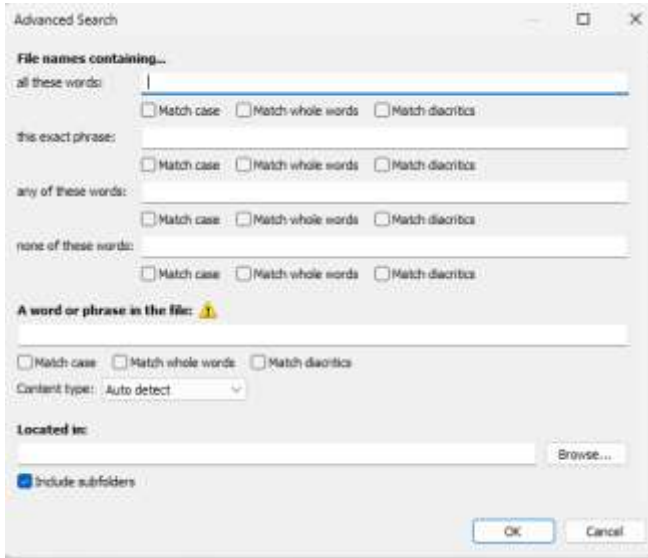 Advanced Search
File names containing...
all these words:
Match case Match whole words Match diacritics
this exact phrase:
Match case Match whole words Match diacritics
any of these words:
Match case Match whole words Match diacritics
none of these words:
Match case Match whole words Match diacritics
A word or phrase in the file:
Match case Match whole words Match diacritics
Content type: Auto detect
Located in:
Browse...
Include subfolders
OK Cancel